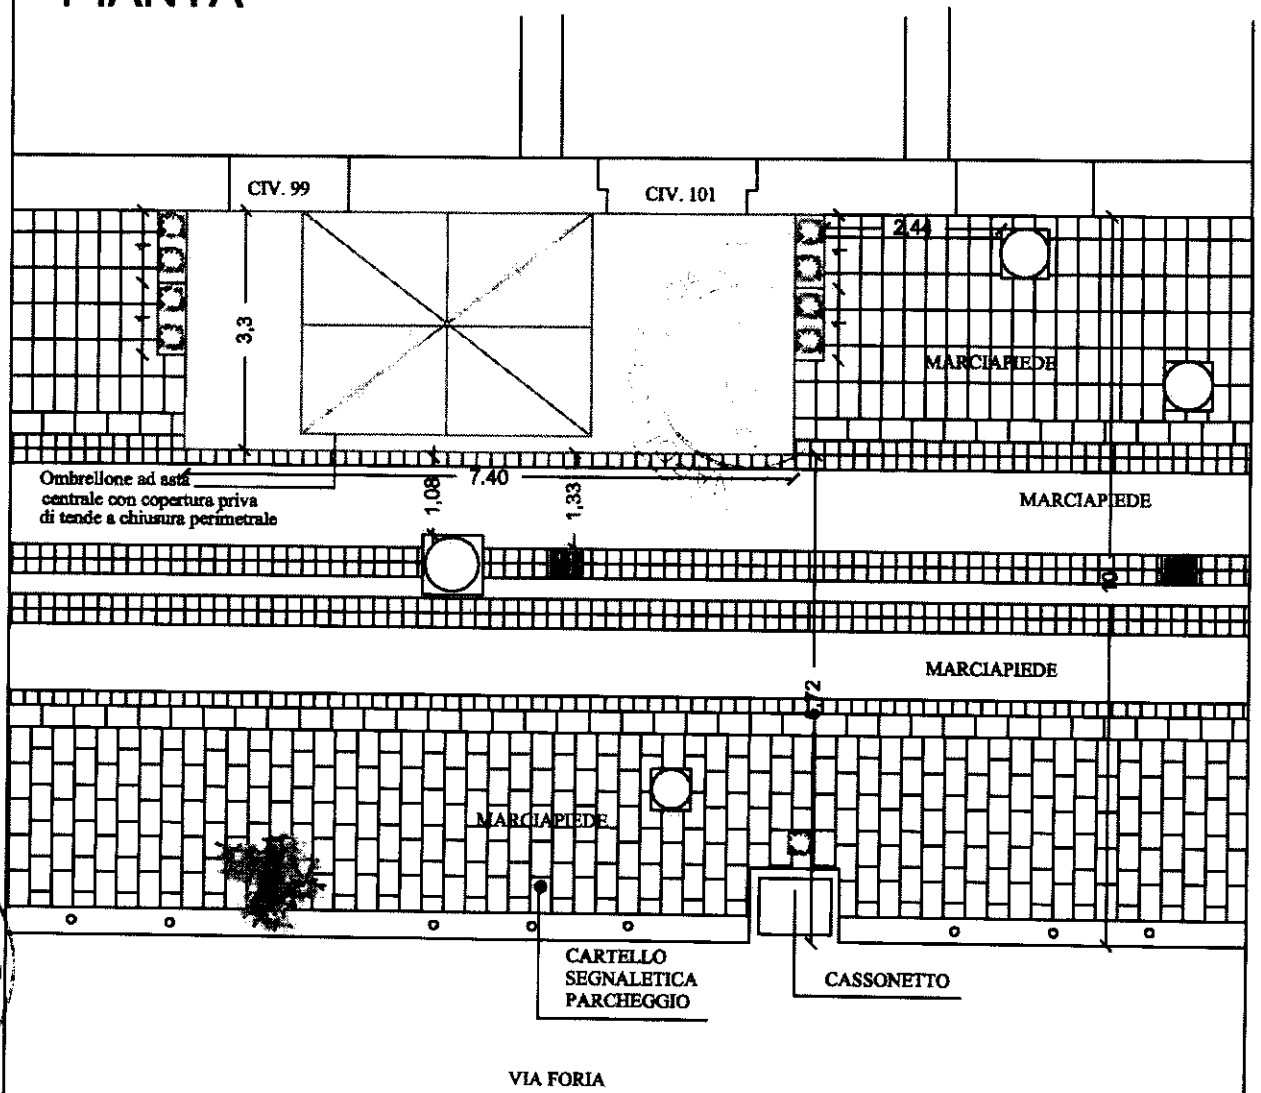 PIANTA
CIV. 99
CIV. 101
2,44
3,3
MARCIAPIEDE
7.40
1,08
1,33
Ombrellone ad asta
centrale con copertura priva
di tende a chiusura perimetrale
MARCIAPIEDE
10
MARCIAPIEDE
6,72
MARCIAPIEDE
CARTELLO
SEGNALETICA
PARCHEGGIO
CASSONETTO
VIA FORIA